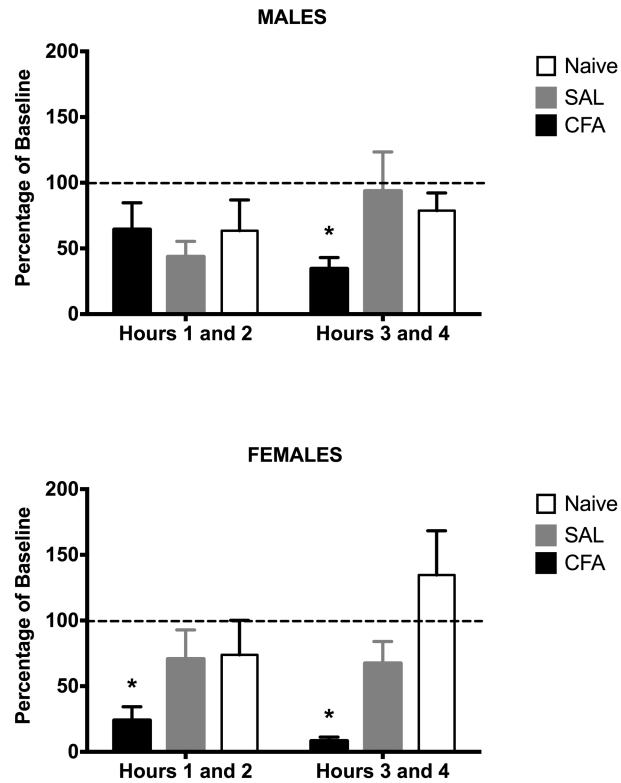 MALES
200
150
100
50
0
Percentage of Baseline
*
Hours 1 and 2
Hours 3 and 4
Naive
SAL
CFA
FEMALES
200
150
100
50
0
Percentage of Baseline
*
*
Hours 1 and 2
Hours 3 and 4
Naive
SAL
CFA